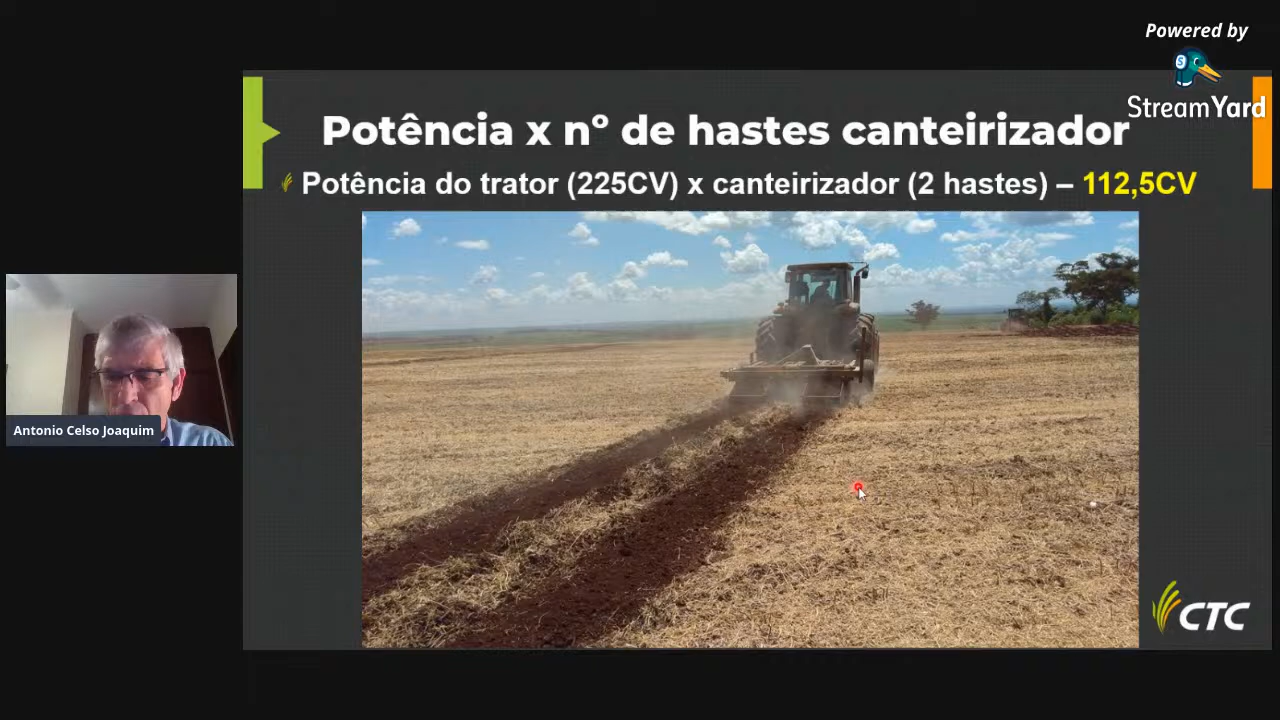 Powered by
StreamYard
Potência x nº de hastes canteirizador
Potência do trator (225CV) x canteirizador (2 hastes) – 112,5CV
Antonio Celso Joaquim
CTC